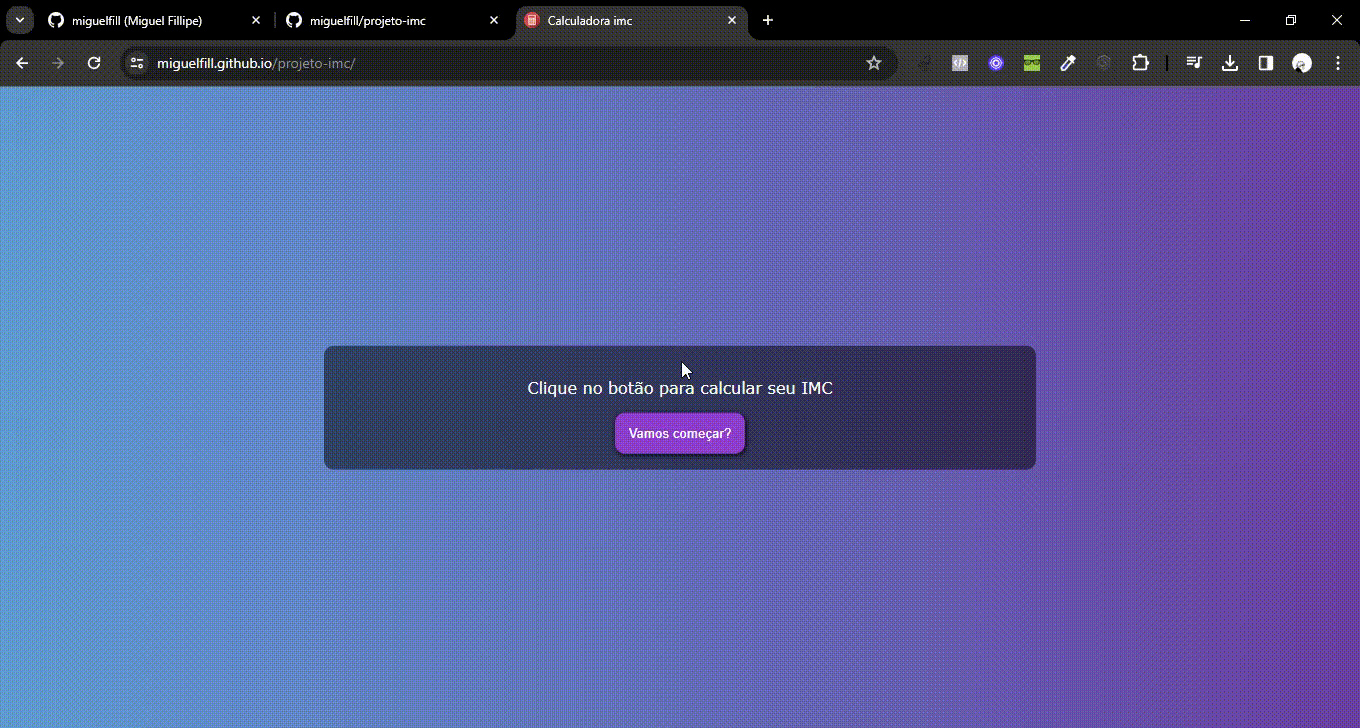 miguelfill (Miguel Fillipe)
miguelfill/projeto-imc
Calculadora imc
miguelfill.github.io/projeto-imc/
Clique no botão para calcular seu IMC
Vamos começar?